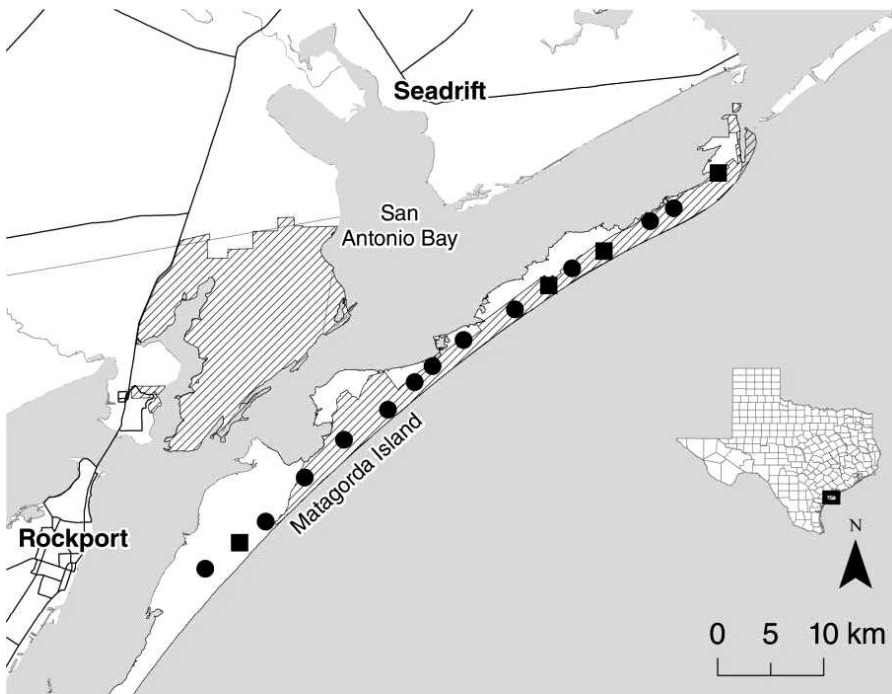 Seadrift
San
Antonio Bay
Matagorda Island
Rockport
N
0 5 10 km